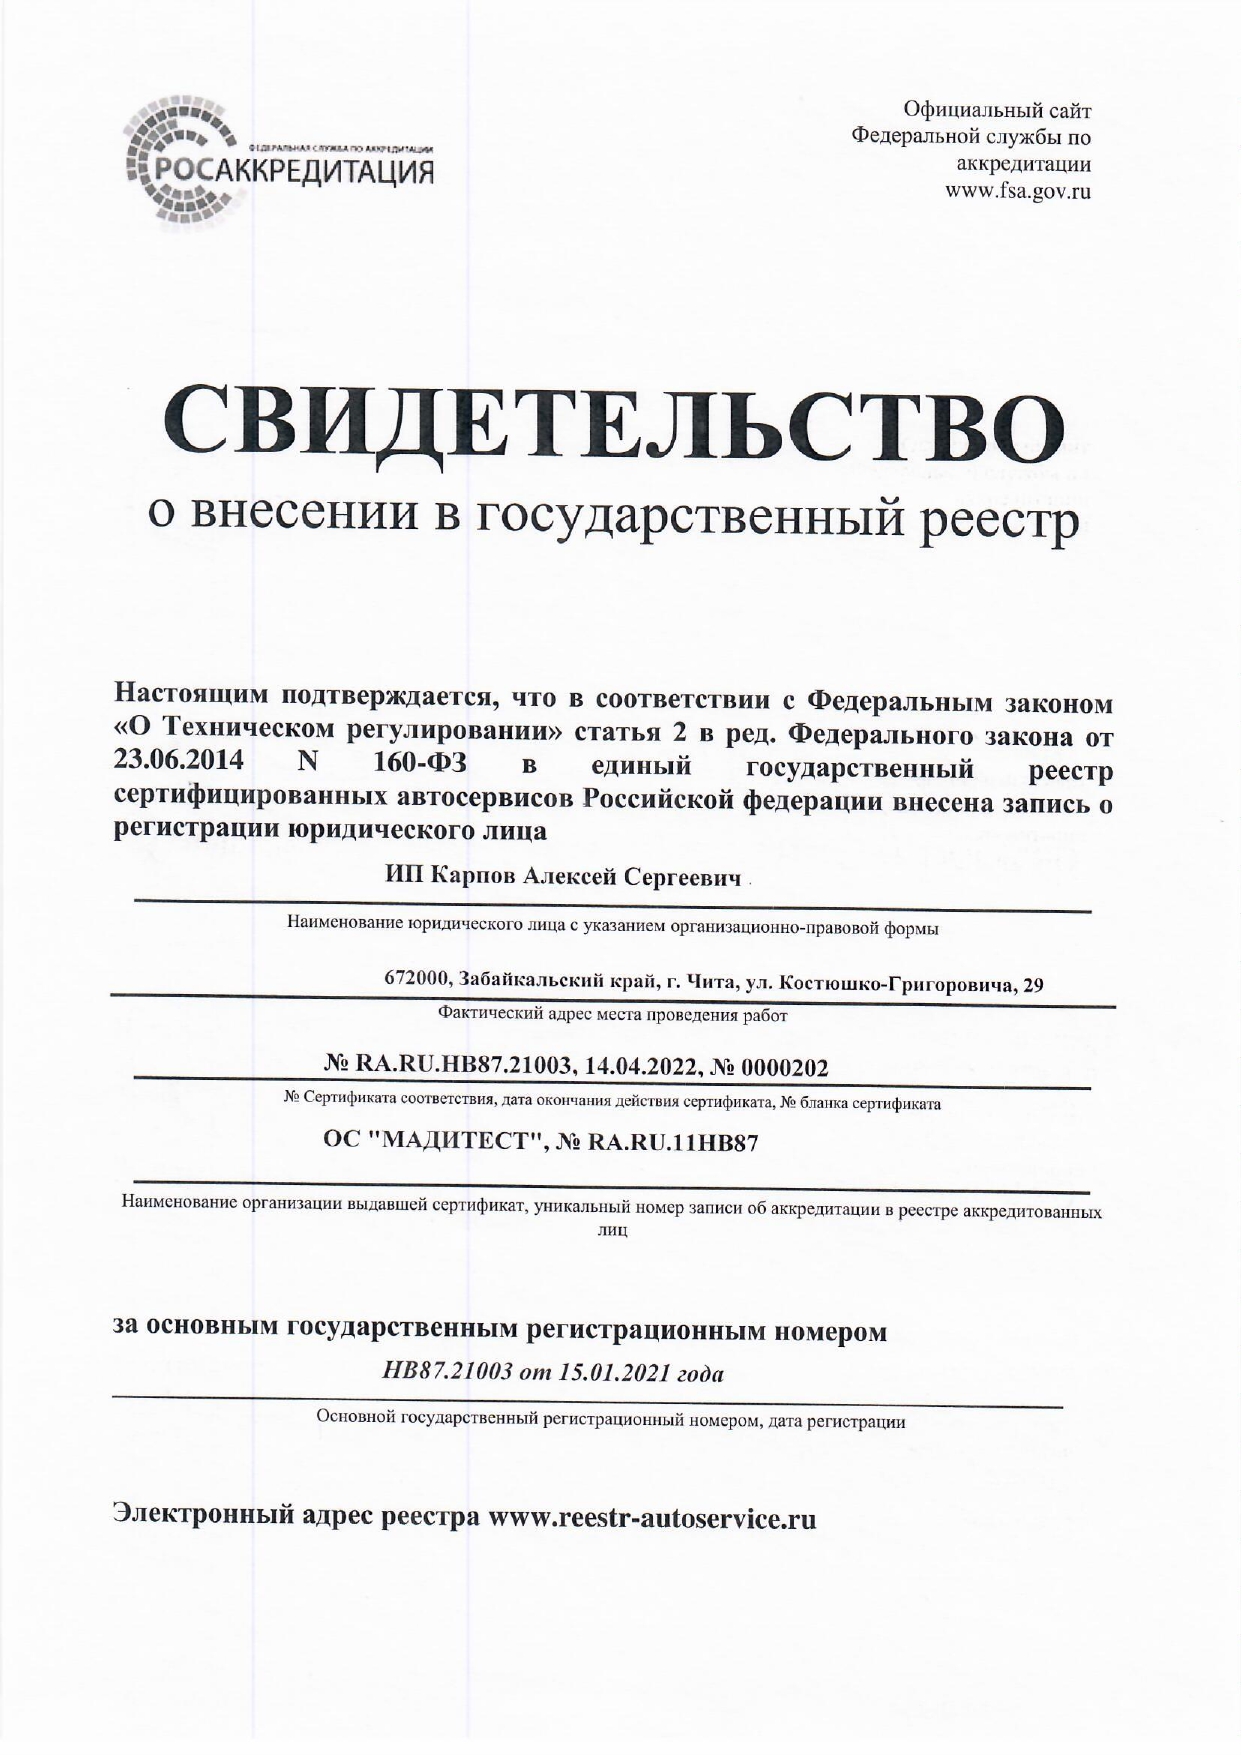 ФЕДЕРАЛЬНАЯ СЛУЖБА ПО АККРЕДИТАЦИИ
РОСАККРЕДИТАЦИЯ
Официальный сайт
Федеральной службы по
аккредитации
www.fsa.gov.ru
СВИДЕТЕЛЬСТВО
о внесении в государственный реестр
Настоящим подтверждается, что в соответствии с Федеральным законом
«О Техническом регулировании» статья 2 в ред. Федерального закона от
23.06.2014 N 160-ФЗ в единый государственный реестр
сертифицированных автосервисов Российской федерации внесена запись о
регистрации юридического лица
ИП Карпов Алексей Сергеевич
Наименование юридического лица с указанием организационно-правовой формы
672000, Забайкальский край, г. Чита, ул. Костюшко-Григоровича, 29
Фактический адрес места проведения работ
№ RA.RU.НВ87.21003, 14.04.2022, № 0000202
№ Сертификата соответствия, дата окончания действия сертификата, № бланка сертификата
ОС "МАДИТЕСТ", № RA.RU.11НВ87
Наименование организации выдавшей сертификат, уникальный номер записи об аккредитации в реестре аккредитованных
лиц
за основным государственным регистрационным номером
НВ87.21003 от 15.01.2021 года
Основной государственный регистрационный номером, дата регистрации
Электронный адрес реестра www.reestr-autoservice.ru